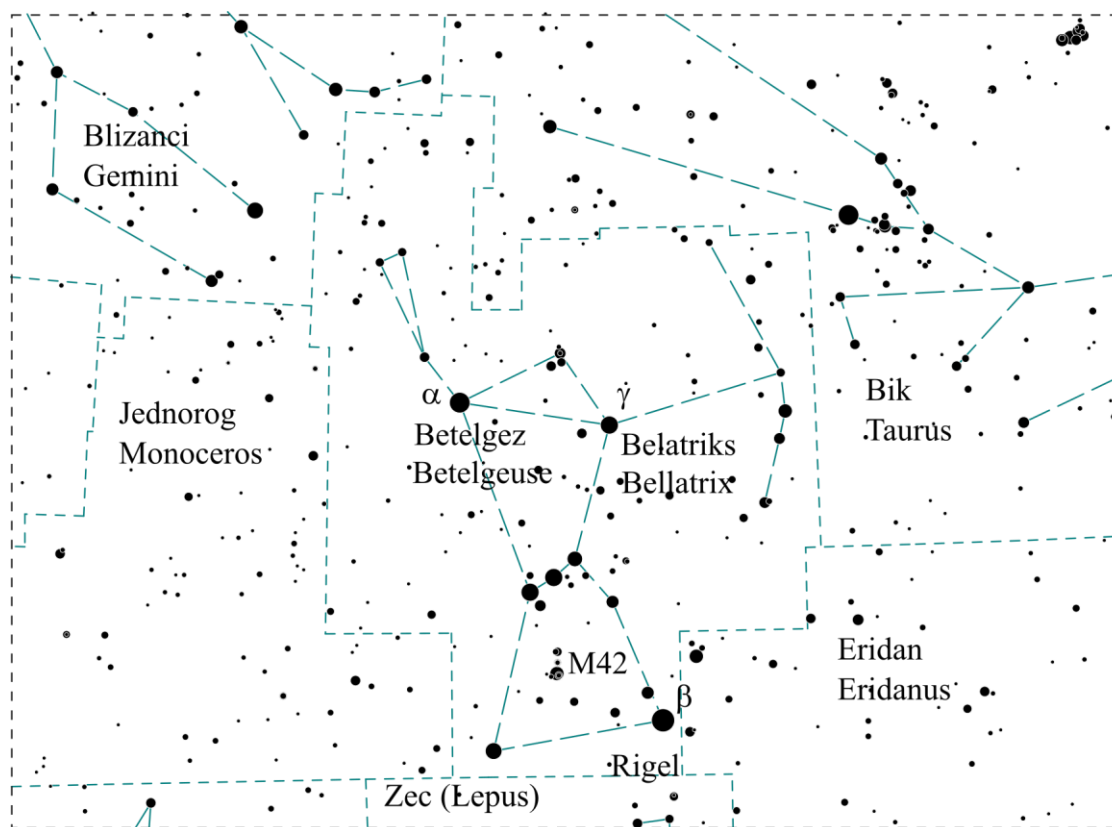 Blizanci
Gemini
α
γ
Jednorog
Monoceros
Betelgez
Betelgeuse
Belatriks
Bellatrix
Bik
Taurus
M42
β
Rigel
Eridan
Eridanus
Zec (Lepus)